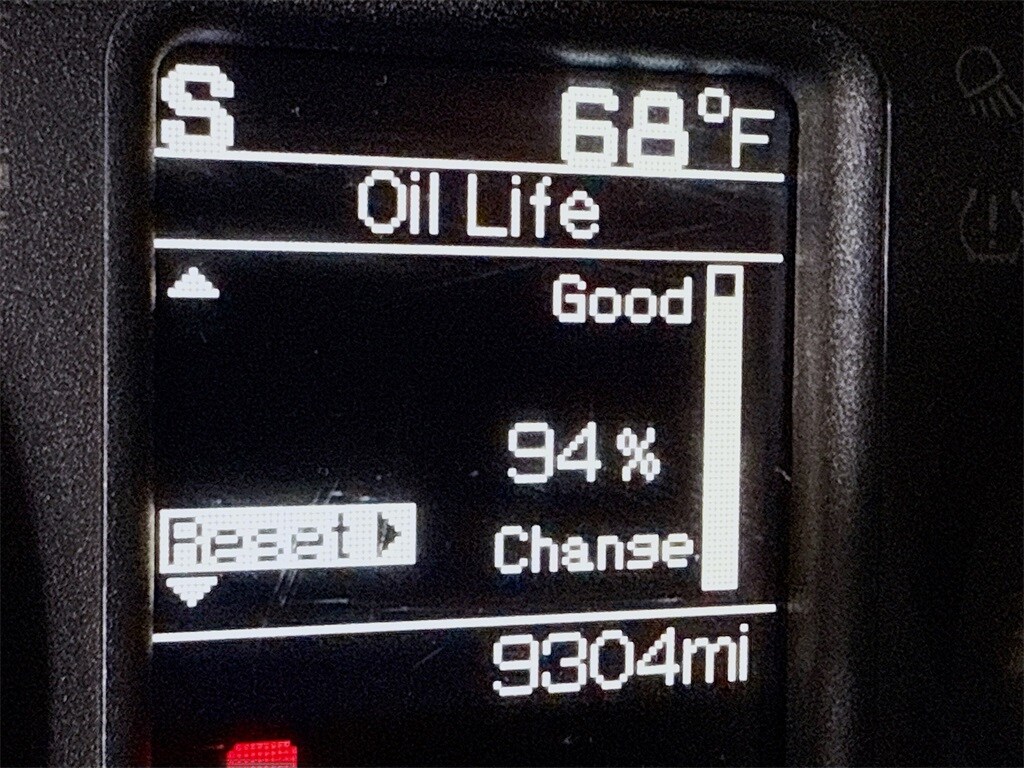 S 68°F
Oil Life
Good
94%
Reset
Change
9304mi